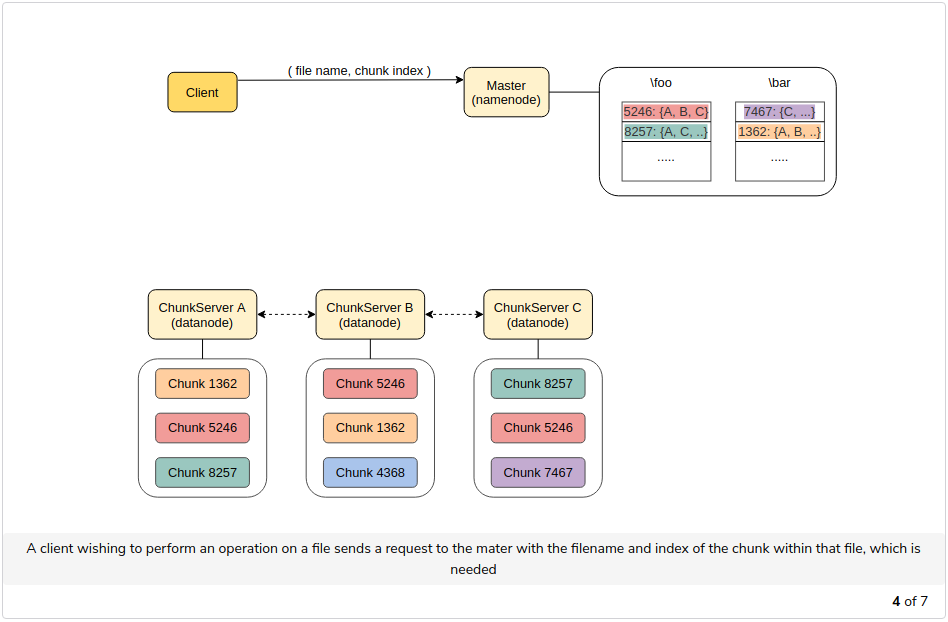 ( file name, chunk index )
Client
Master
(namenode)
\foo
\bar
5246: {A, B, C}
7467: {C, ...}
8257: {A, C, ..}
1362: {A, B, ..}
.....
.....
ChunkServer A
(datanode)
ChunkServer B
(datanode)
ChunkServer C
(datanode)
Chunk 1362
Chunk 5246
Chunk 8257
Chunk 5246
Chunk 1362
Chunk 4368
Chunk 8257
Chunk 5246
Chunk 7467
A client wishing to perform an operation on a file sends a request to the mater with the filename and index of the chunk within that file, which is
needed
4 of 7